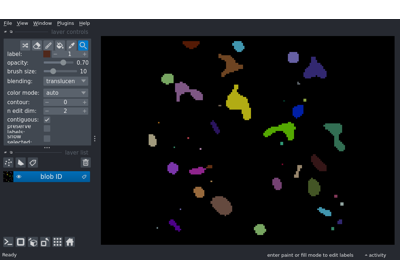 File View Window Plugins Help
layer controls
label: 1
opacity: 0.70
brush size: 10
blending: translucen
color mode: auto
contour: 0
n edit dim: 2
contiguous:
preserve
labels:
show
selected:
layer list
blob ID
Ready
enter paint or fill mode to edit labels
activity